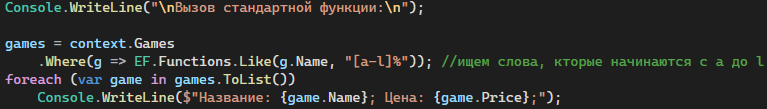 Console.WriteLine("\nВызов стандартной функции:\n");
games = context.Games
.Where(g => EF.Functions.Like(g.Name, "[a-l]%")); //ищем слова, кторые начинаются с a до l
foreach (var game in games.ToList())
Console.WriteLine($"Название: {game.Name}; Цена: {game.Price};");